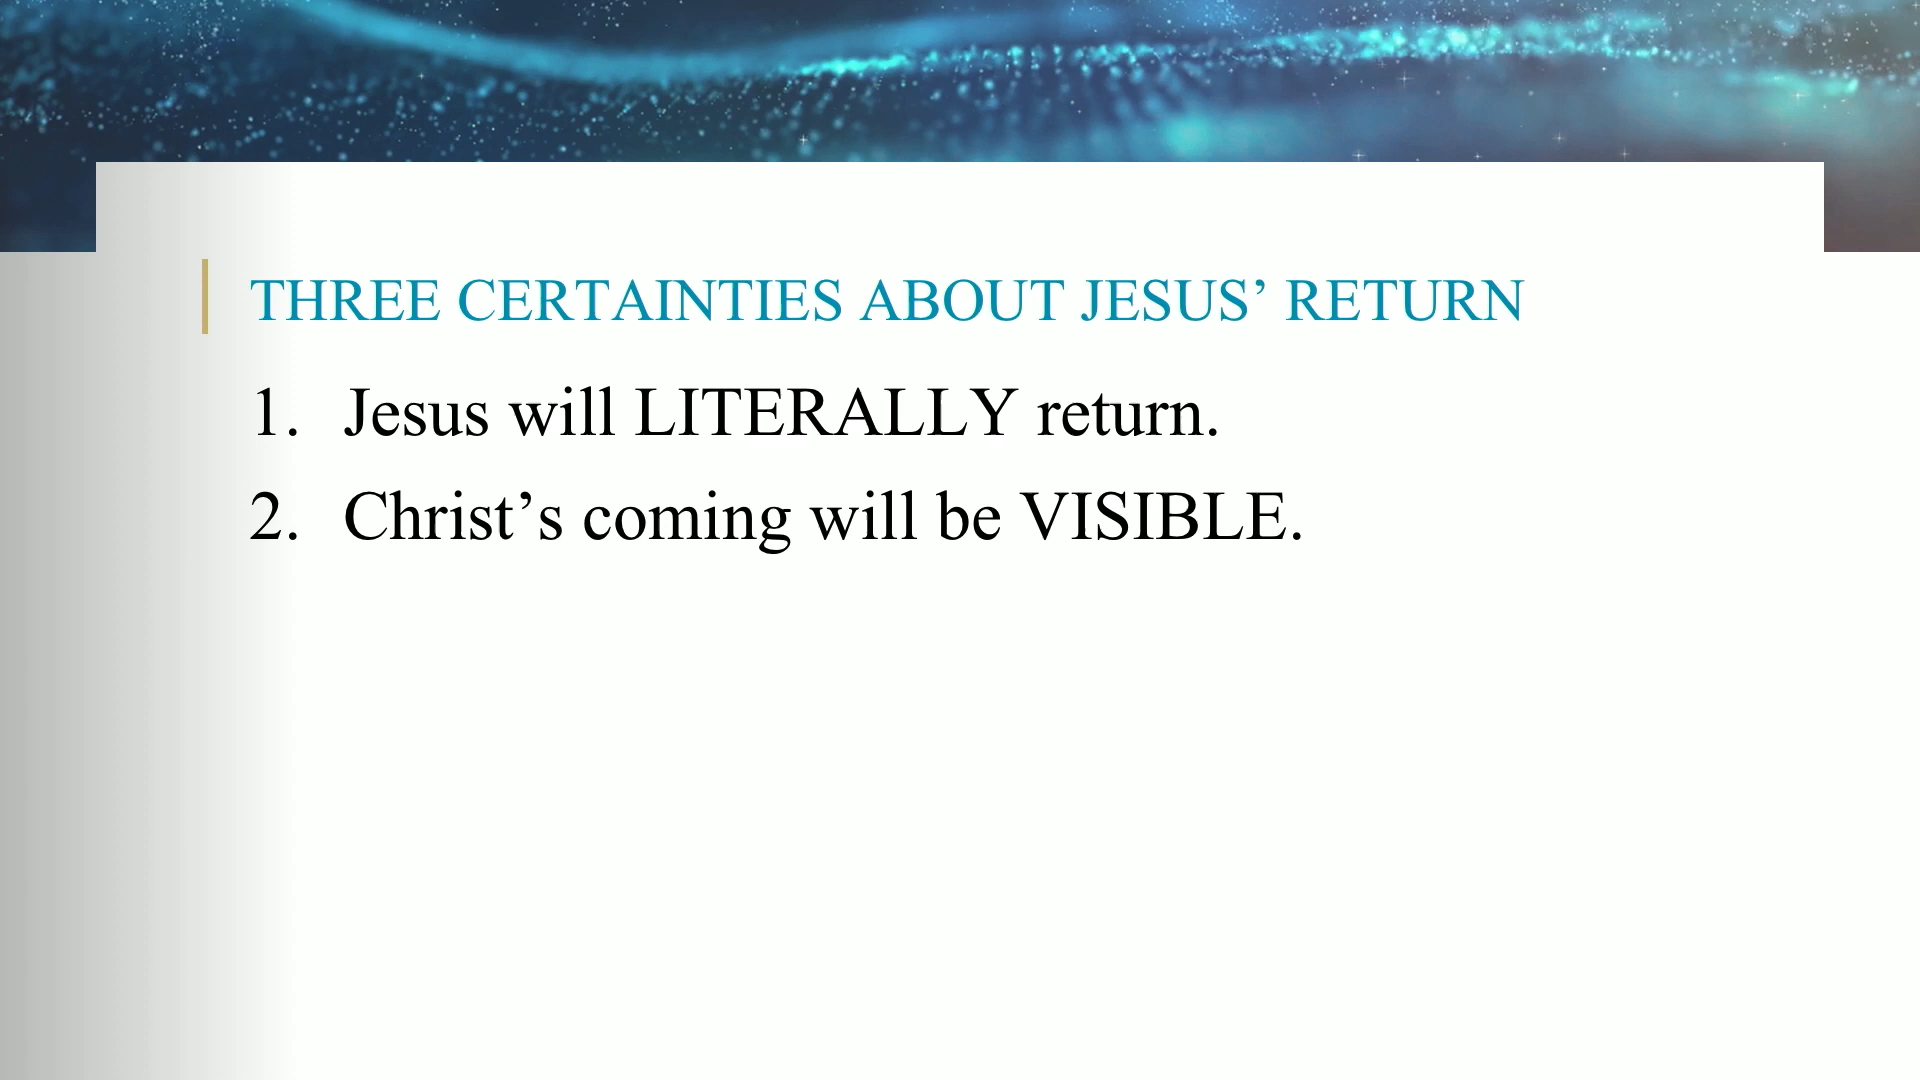 THREE CERTAINTIES ABOUT JESUS’ RETURN
1. Jesus will LITERALLY return.
2. Christ’s coming will be VISIBLE.